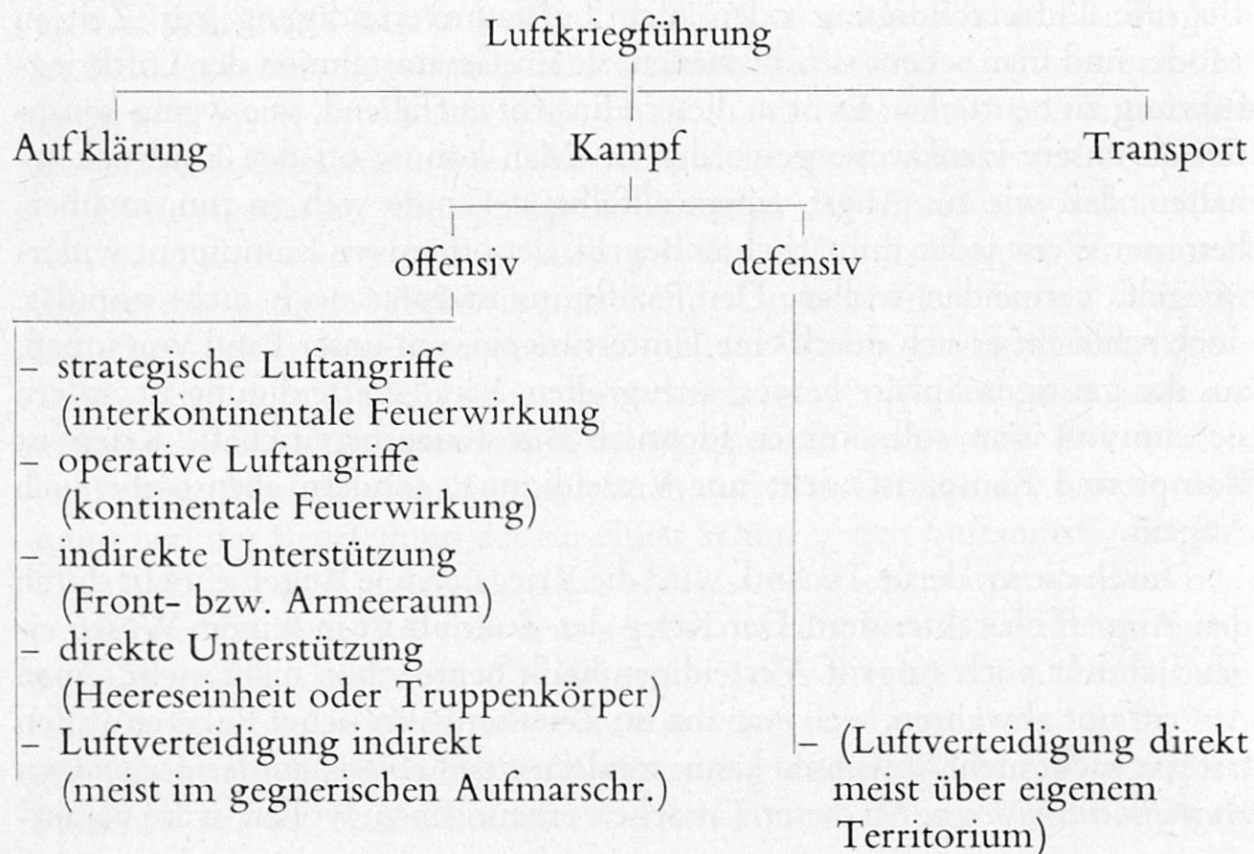 Luftkriegführung
Aufklärung Kampf Transport
offensiv defensiv
– strategische Luftangriffe
(interkontinentale Feuerwirkung
– operative Luftangriffe
(kontinentale Feuerwirkung)
– indirekte Unterstützung
(Front- bzw. Armeeraum)
– direkte Unterstützung
(Heereseinheit oder Truppenkörper)
– Luftverteidigung indirekt
(meist im gegnerischen Aufmarschr.)
– (Luftverteidigung direkt
meist über eigenem
Territorium)